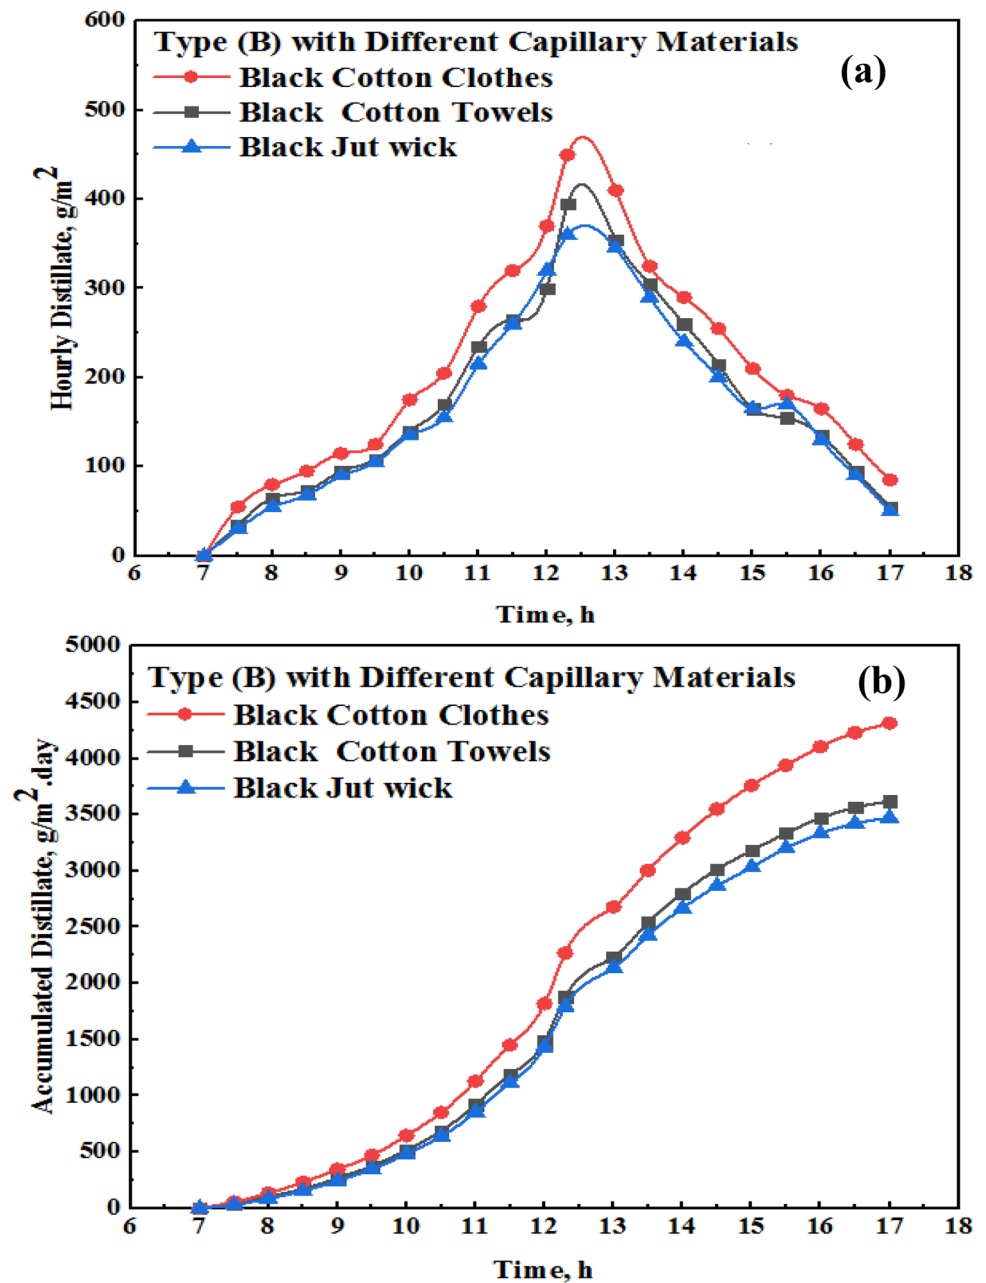 Type (B) with Different Capillary Materials
(a)
Black Cotton Clothes
Black Cotton Towels
Black Jut wick
Hourly Distillate, g/m²
600
500
400
300
200
100
0
6 7 8 9 10 11 12 13 14 15 16 17 18
Time, h
Type (B) with Different Capillary Materials
(b)
Black Cotton Clothes
Black Cotton Towels
Black Jut wick
Accumulated Distillate, g/m² .day
5000
4500
4000
3500
3000
2500
2000
1500
1000
500
0
6 7 8 9 10 11 12 13 14 15 16 17 18
Time, h